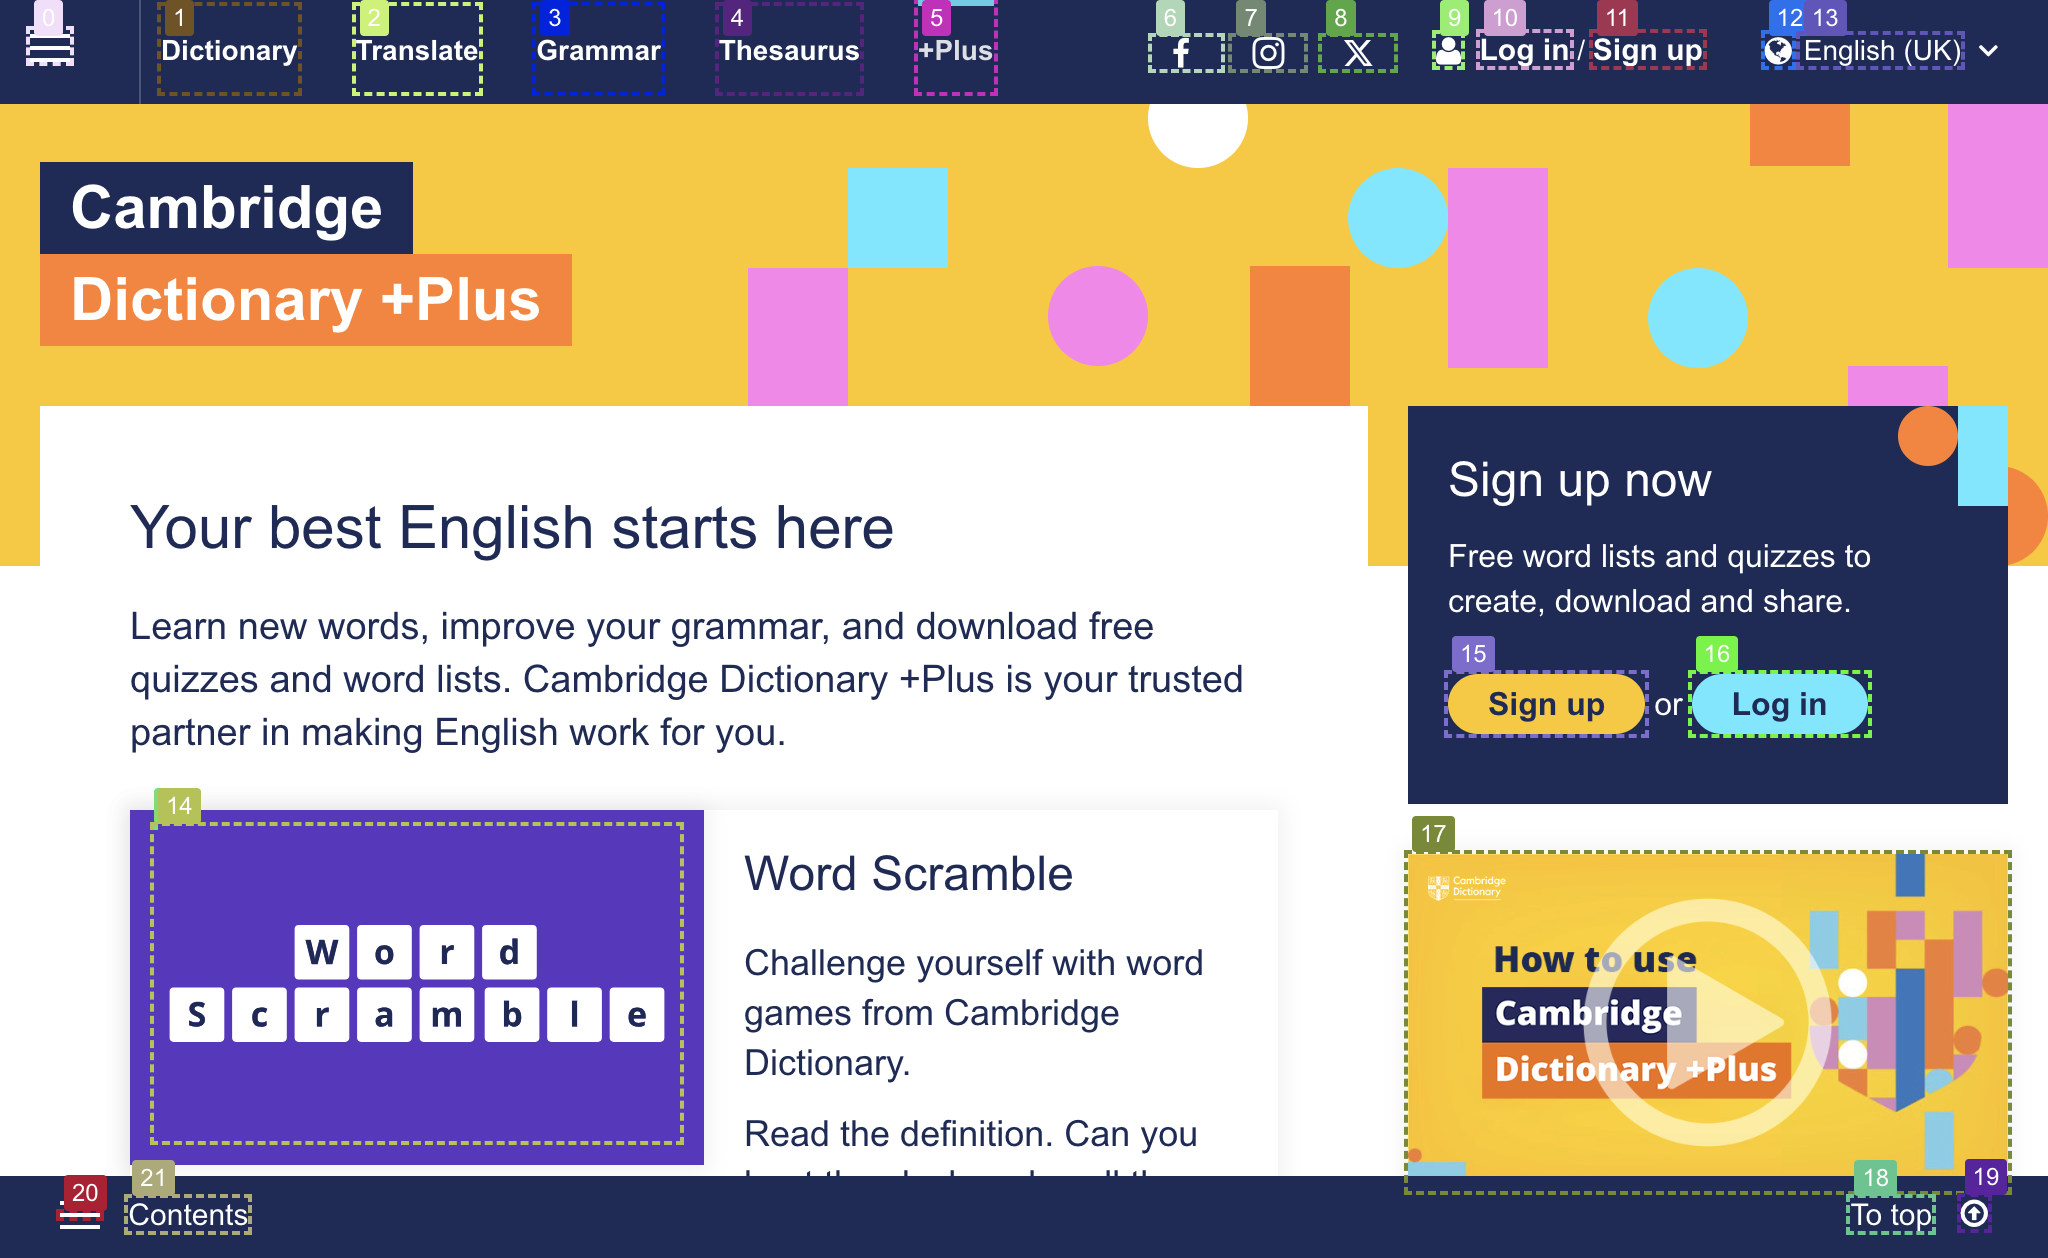 0
1
2
3
4
5
6
7
8
9
10
11
12
13
Dictionary
Translate
Grammar
Thesaurus
+Plus
Log in / Sign up
English (UK)
Cambridge
Dictionary +Plus
Your best English starts here
Learn new words, improve your grammar, and download free
quizzes and word lists. Cambridge Dictionary +Plus is your trusted
partner in making English work for you.
14
Word
Scramble
Word Scramble
Challenge yourself with word
games from Cambridge
Dictionary.
Read the definition. Can you
Sign up now
Free word lists and quizzes to
create, download and share.
15
16
Sign up or Log in
17
Cambridge
Dictionary
How to use
Cambridge
Dictionary +Plus
20
21
Contents
18
19
To top